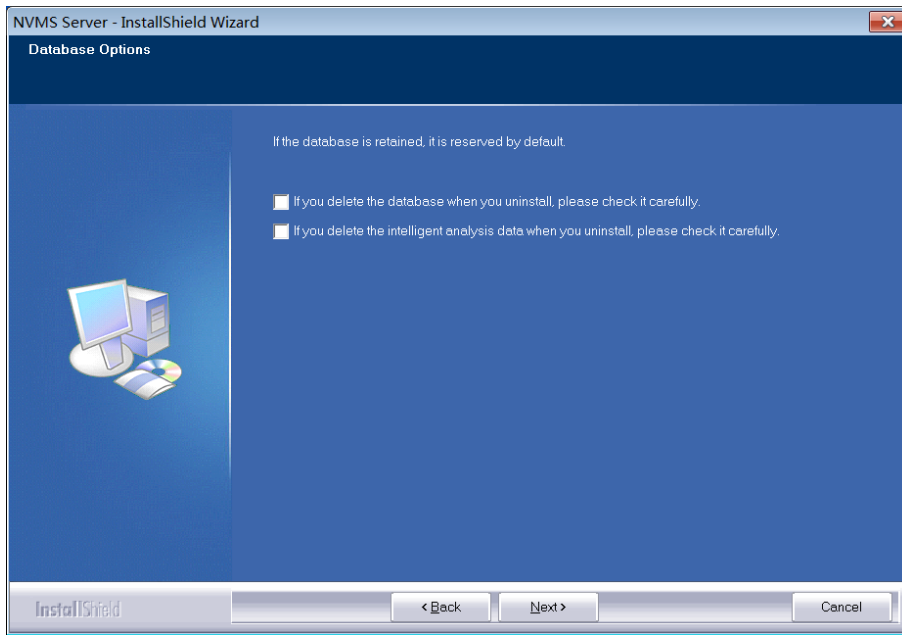 NVMS Server - InstallShield Wizard
Database Options
If the database is retained, it is reserved by default.
If you delete the database when you uninstall, please check it carefully.
If you delete the intelligent analysis data when you uninstall, please check it carefully.
InstallShield
< Back
Next >
Cancel